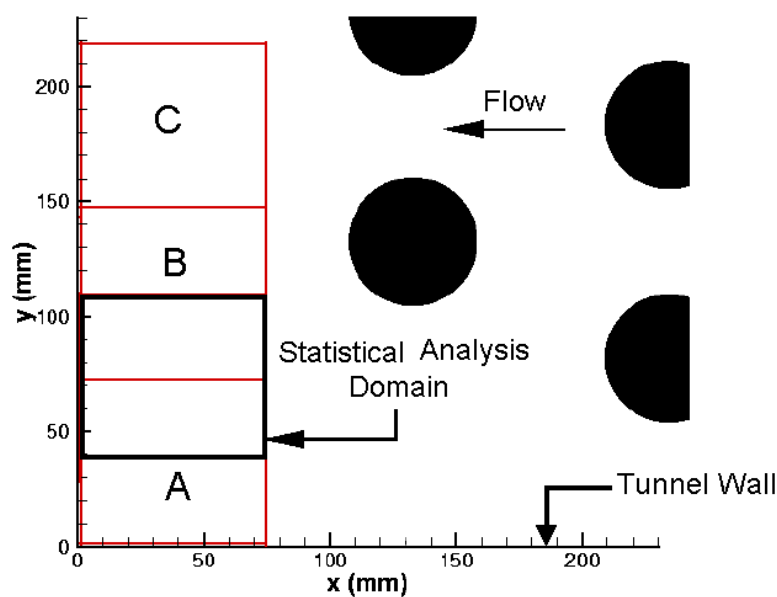 200
150
100
50
0
y (mm)
C
B
A
Flow
Statistical Analysis
Domain
Tunnel Wall
0 50 100 150 200
x (mm)